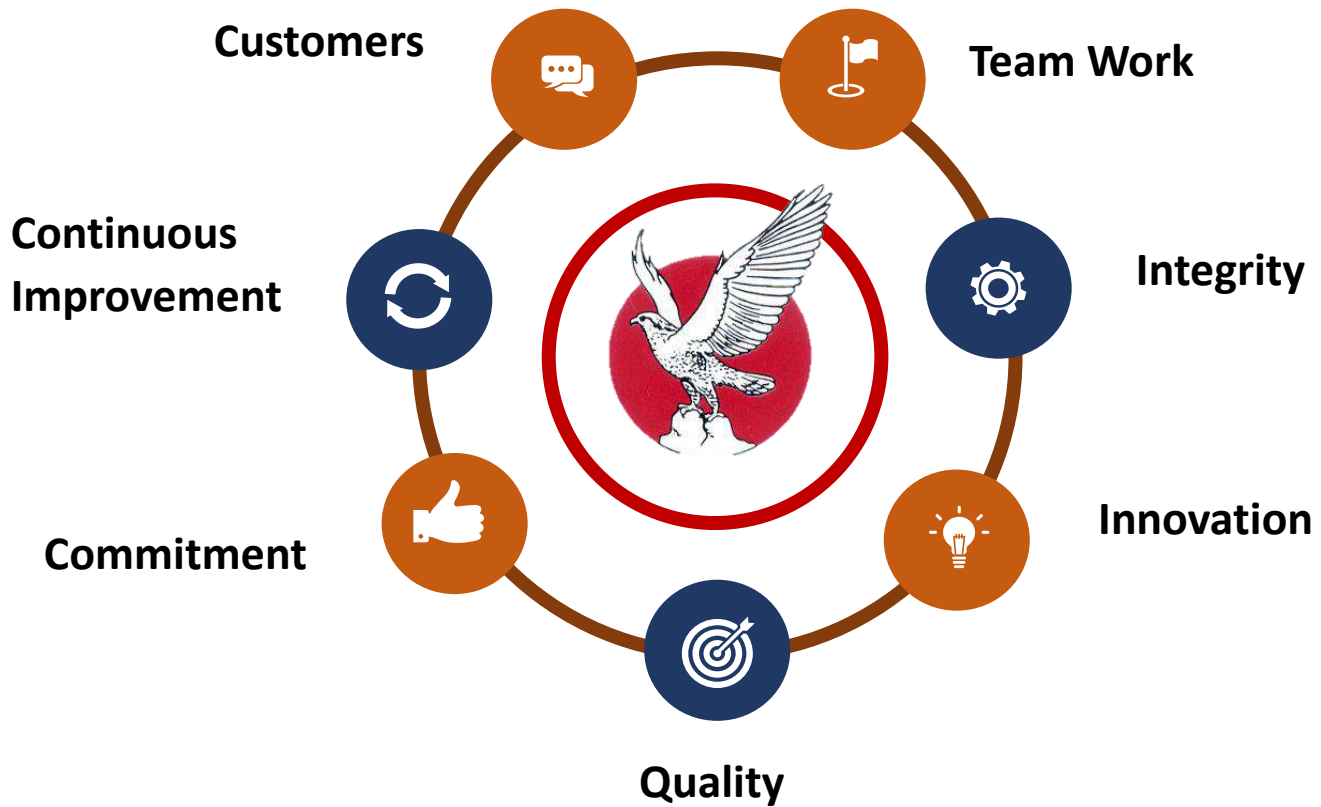 Customers
Team Work
Continuous
Improvement
Integrity
Commitment
Innovation
Quality